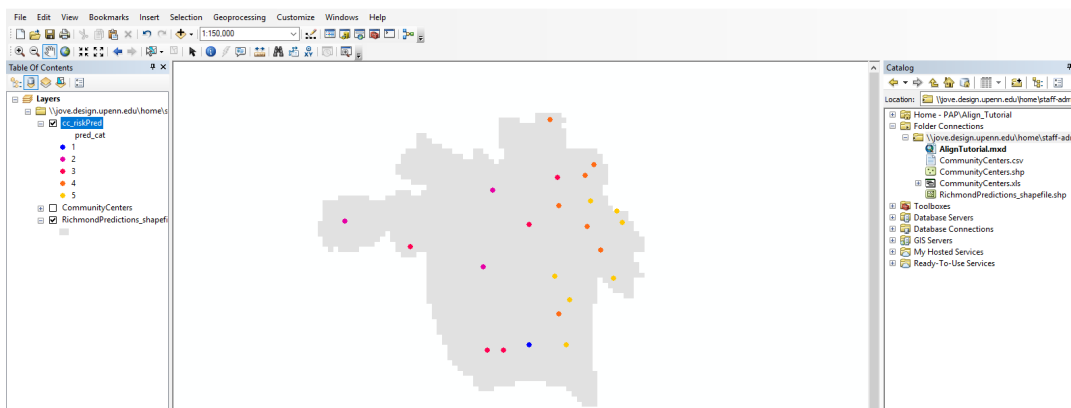 File Edit View Bookmarks Insert Selection Geoprocessing Customize Windows Help
1:150,000
Table Of Contents
Layers
\\jove.design.upenn.edu\home\s
cc_riskPred
pred_cat
1
2
3
4
5
CommunityCenters
RichmondPredictions_shapefi
Catalog
Location: \\jove.design.upenn.edu\home\staff-adm
Home - PAP\Align_Tutorial
Folder Connections
\\jove.design.upenn.edu\home\staff-ad
AlignTutorial.mxd
CommunityCenters.csv
CommunityCenters.shp
CommunityCenters.xls
RichmondPredictions_shapefile.shp
Toolboxes
Database Servers
Database Connections
GIS Servers
My Hosted Services
Ready-To-Use Services